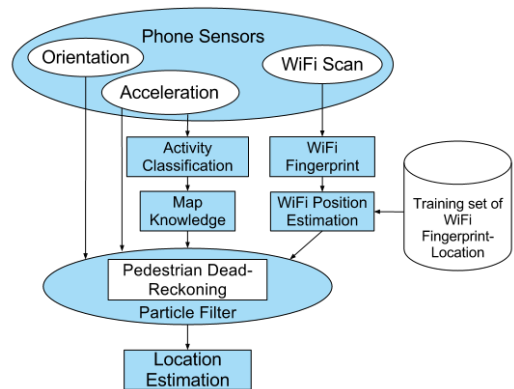 Phone Sensors
Orientation
WiFi Scan
Acceleration
Activity
Classification
WiFi
Fingerprint
Map
Knowledge
WiFi Position
Estimation
Training set of
WiFi
Fingerprint-
Location
Pedestrian Dead-
Reckoning
Particle Filter
Location
Estimation